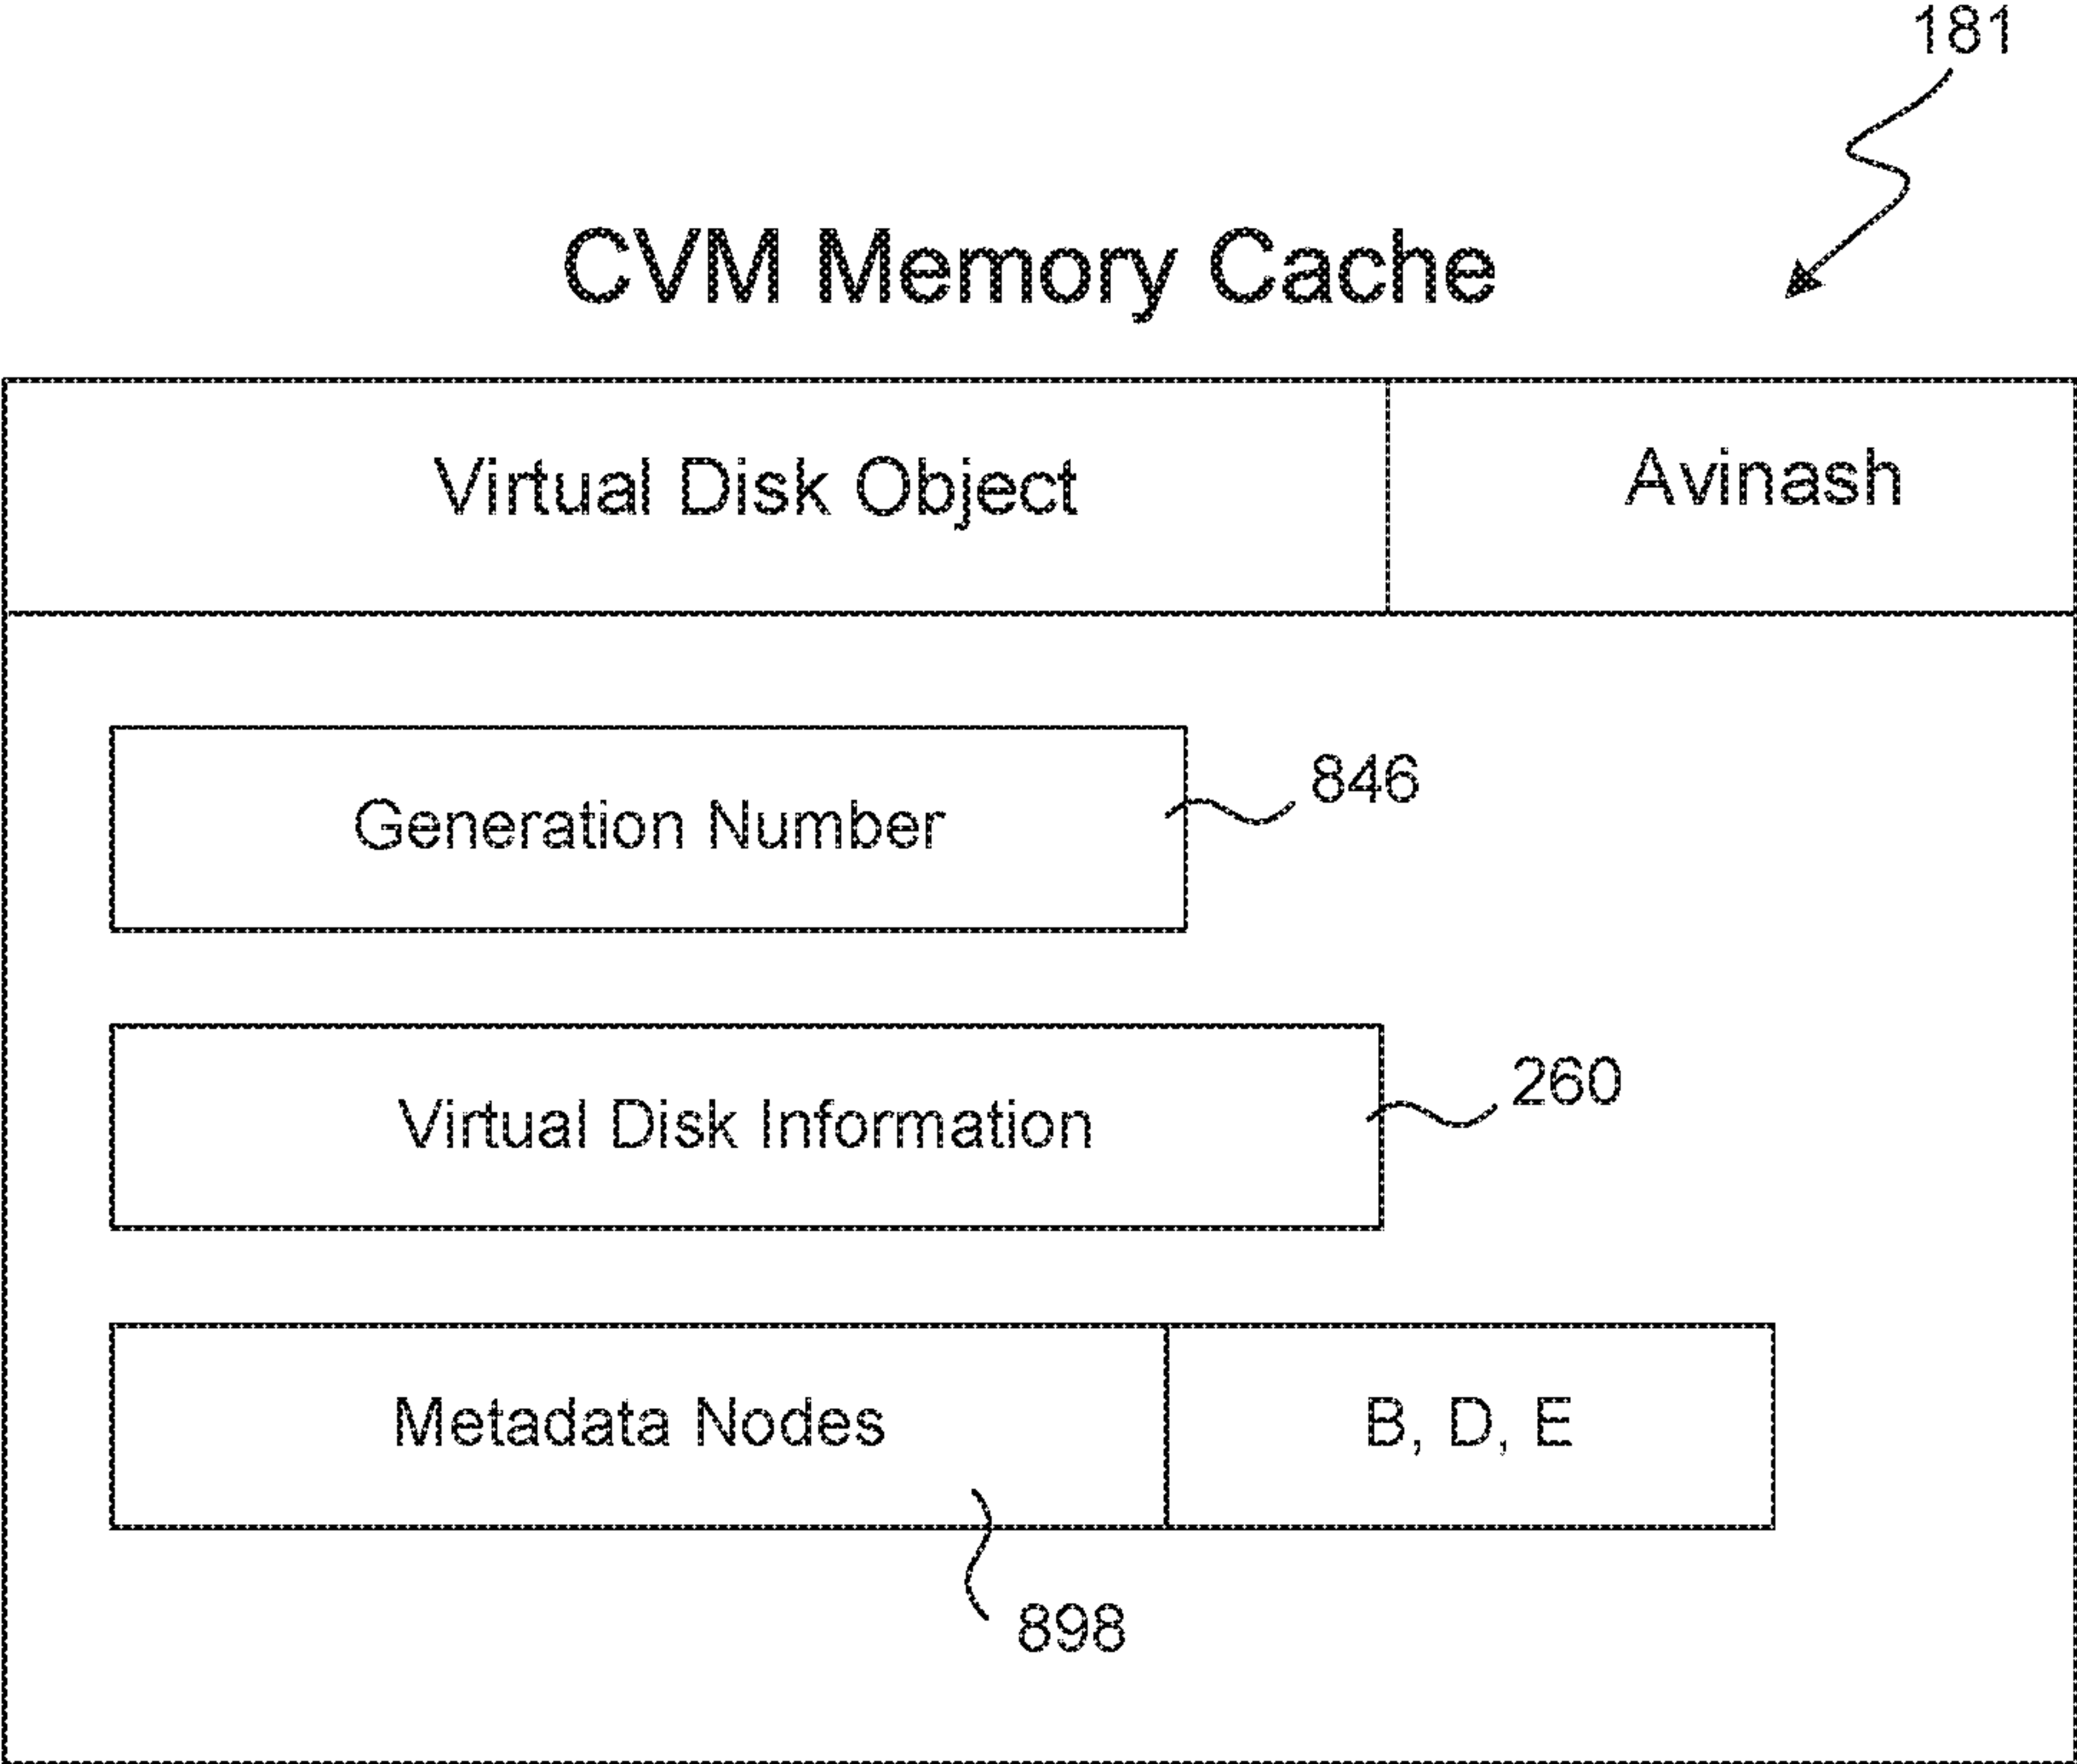 181
CVM Memory Cache
Virtual Disk Object
Avinash
Generation Number
846
Virtual Disk Information
260
Metadata Nodes
B, D, E
898